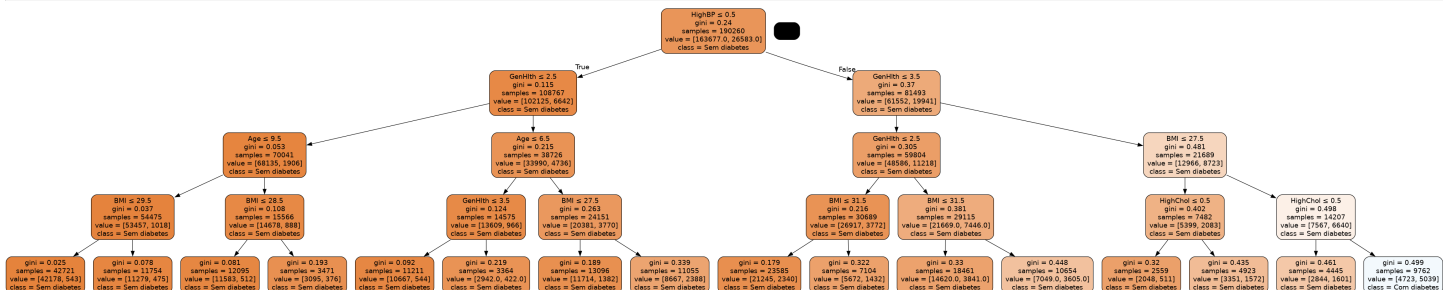 HighBP ≤ 0.5
gini = 0.24
samples = 190260
value = [163677.0, 26583.0]
class = Sem diabetes
True
False
GenHlth ≤ 2.5
gini = 0.115
samples = 108767
value = [102125, 6642]
class = Sem diabetes
GenHlth ≤ 3.5
gini = 0.37
samples = 81493
value = [61552, 19941]
class = Sem diabetes
Age ≤ 9.5
gini = 0.053
samples = 70041
value = [68135, 1906]
class = Sem diabetes
Age ≤ 6.5
gini = 0.215
samples = 38726
value = [33990, 4736]
class = Sem diabetes
GenHlth ≤ 2.5
gini = 0.305
samples = 59804
value = [48586, 11218]
class = Sem diabetes
BMI ≤ 27.5
gini = 0.481
samples = 21689
value = [12966, 8723]
class = Sem diabetes
BMI ≤ 29.5
gini = 0.037
samples = 54475
value = [53457, 1018]
class = Sem diabetes
BMI ≤ 28.5
gini = 0.108
samples = 15566
value = [14678, 888]
class = Sem diabetes
GenHlth ≤ 3.5
gini = 0.124
samples = 14575
value = [13609, 966]
class = Sem diabetes
BMI ≤ 27.5
gini = 0.263
samples = 24151
value = [20381, 3770]
class = Sem diabetes
BMI ≤ 31.5
gini = 0.216
samples = 30689
value = [26917, 3772]
class = Sem diabetes
BMI ≤ 31.5
gini = 0.381
samples = 29115
value = [21669.0, 7446.0]
class = Sem diabetes
HighChol ≤ 0.5
gini = 0.402
samples = 7482
value = [5399, 2083]
class = Sem diabetes
HighChol ≤ 0.5
gini = 0.498
samples = 14207
value = [7567, 6640]
class = Sem diabetes
gini = 0.025
samples = 42721
value = [42178, 543]
class = Sem diabetes
gini = 0.078
samples = 11754
value = [11279, 475]
class = Sem diabetes
gini = 0.081
samples = 12095
value = [11583, 512]
class = Sem diabetes
gini = 0.193
samples = 3471
value = [3095, 376]
class = Sem diabetes
gini = 0.092
samples = 11211
value = [10667, 544]
class = Sem diabetes
gini = 0.219
samples = 3364
value = [2942.0, 422.0]
class = Sem diabetes
gini = 0.189
samples = 13096
value = [11714, 1382]
class = Sem diabetes
gini = 0.339
samples = 11055
value = [8667, 2388]
class = Sem diabetes
gini = 0.179
samples = 23585
value = [21245, 2340]
class = Sem diabetes
gini = 0.322
samples = 7104
value = [5672, 1432]
class = Sem diabetes
gini = 0.33
samples = 18461
value = [14620.0, 3841.0]
class = Sem diabetes
gini = 0.448
samples = 10654
value = [7049.0, 3605.0]
class = Sem diabetes
gini = 0.32
samples = 2559
value = [2048, 511]
class = Sem diabetes
gini = 0.435
samples = 4923
value = [3351, 1572]
class = Sem diabetes
gini = 0.461
samples = 4445
value = [2844, 1601]
class = Sem diabetes
gini = 0.499
samples = 9762
value = [4723, 5039]
class = Com diabetes